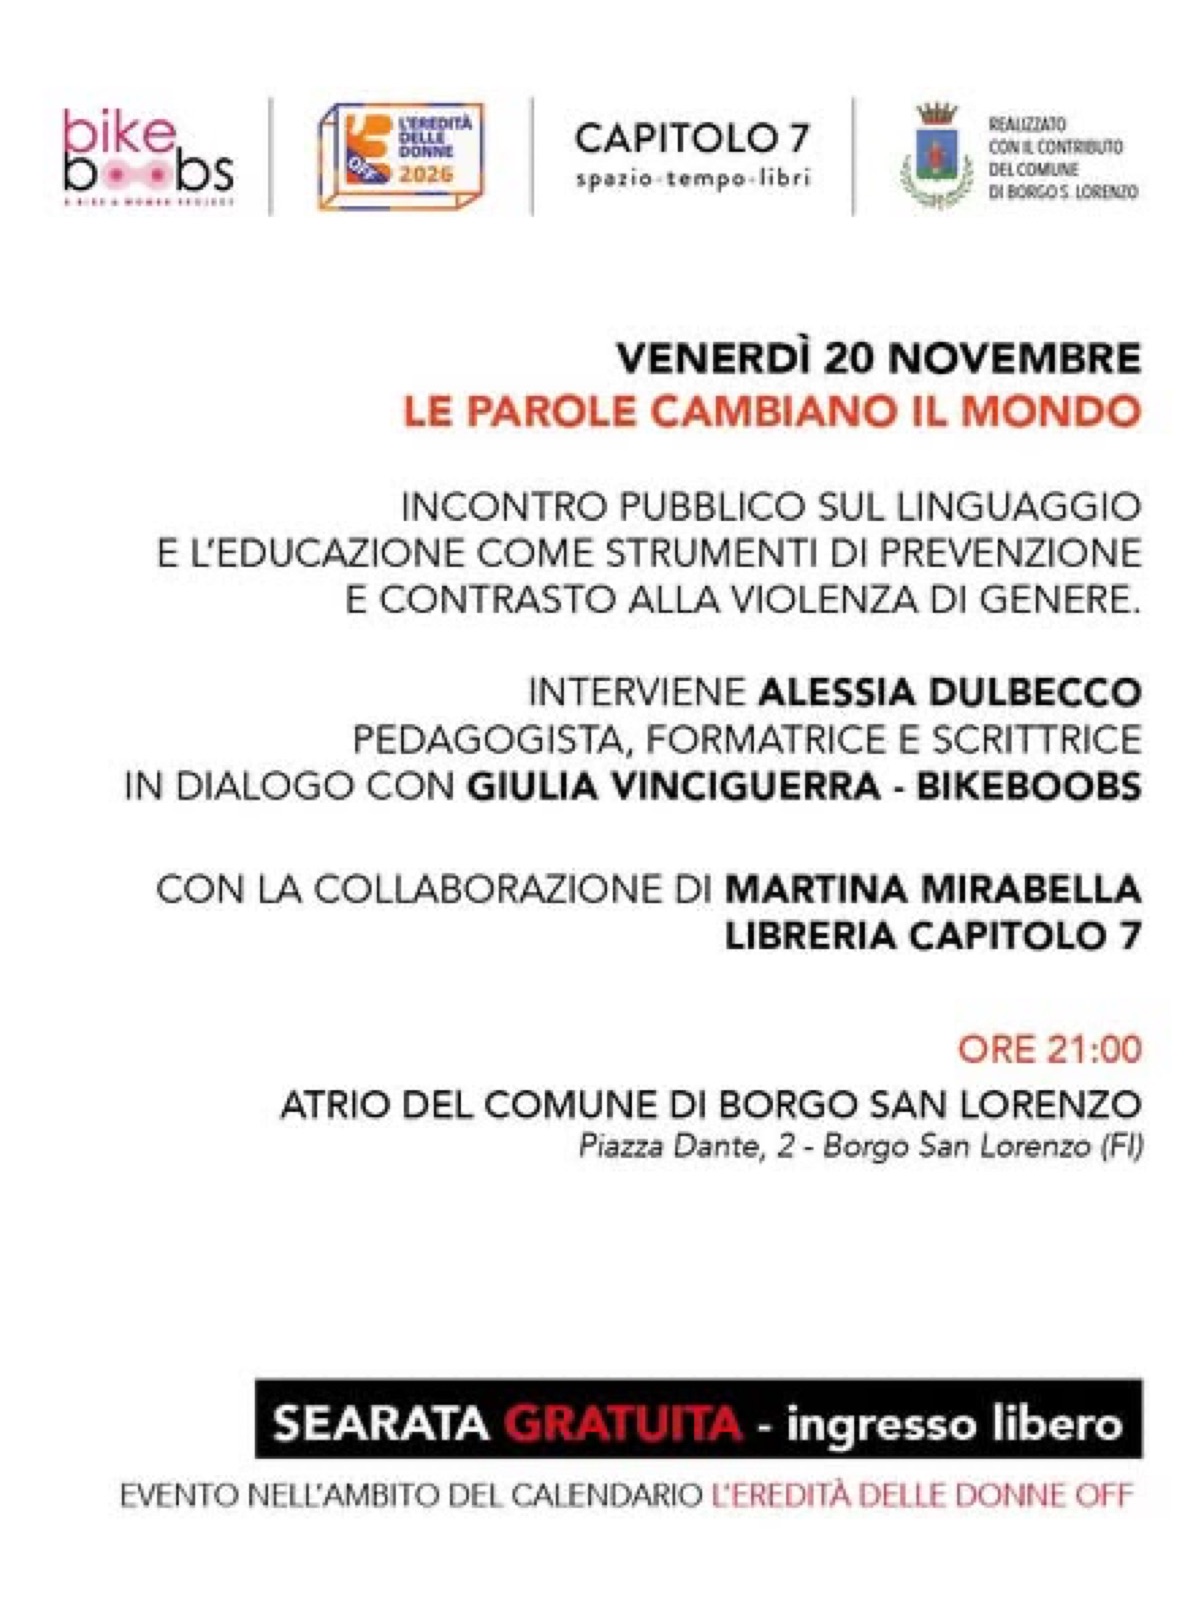 bike
boobs
A BIKE & WOMEN PROJECT
L'EREDITÀ
DELLE
DONNE
OFF
2026
CAPITOLO 7
spazio-tempo-libri
REALIZZATO
CON IL CONTRIBUTO
DEL COMUNE
DI BORGO S. LORENZO
VENERDÌ 20 NOVEMBRE
LE PAROLE CAMBIANO IL MONDO
INCONTRO PUBBLICO SUL LINGUAGGIO
E L'EDUCAZIONE COME STRUMENTI DI PREVENZIONE
E CONTRASTO ALLA VIOLENZA DI GENERE.
INTERVIENE ALESSIA DULBECCO
PEDAGOGISTA, FORMATRICE E SCRITTRICE
IN DIALOGO CON GIULIA VINCIGUERRA - BIKEBOOBS
CON LA COLLABORAZIONE DI MARTINA MIRABELLA
LIBRERIA CAPITOLO 7
ORE 21:00
ATRIO DEL COMUNE DI BORGO SAN LORENZO
Piazza Dante, 2 - Borgo San Lorenzo (FI)
SEARATA GRATUITA - ingresso libero
EVENTO NELL'AMBITO DEL CALENDARIO L'EREDITÀ DELLE DONNE OFF